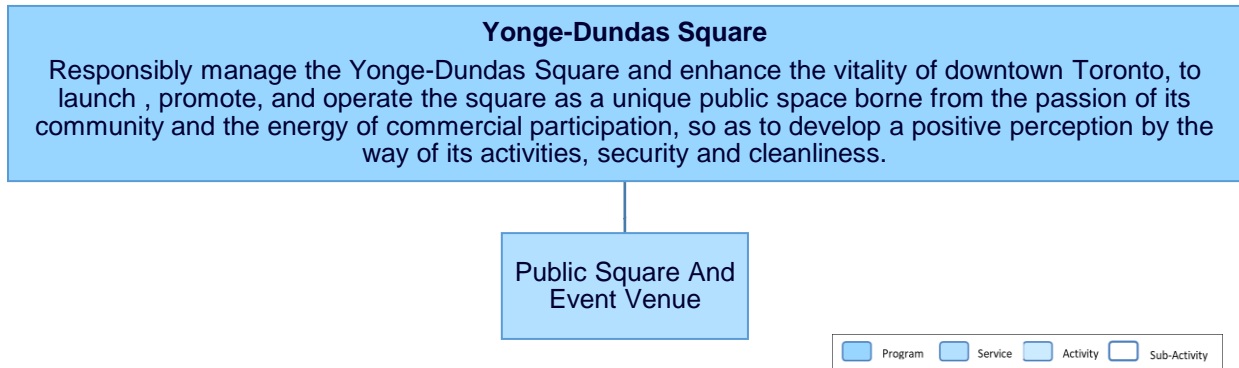 Yonge-Dundas Square
Responsibly manage the Yonge-Dundas Square and enhance the vitality of downtown Toronto, to
launch , promote, and operate the square as a unique public space borne from the passion of its
community and the energy of commercial participation, so as to develop a positive perception by the
way of its activities, security and cleanliness.
Public Square And
Event Venue
Program Service Activity Sub-Activity